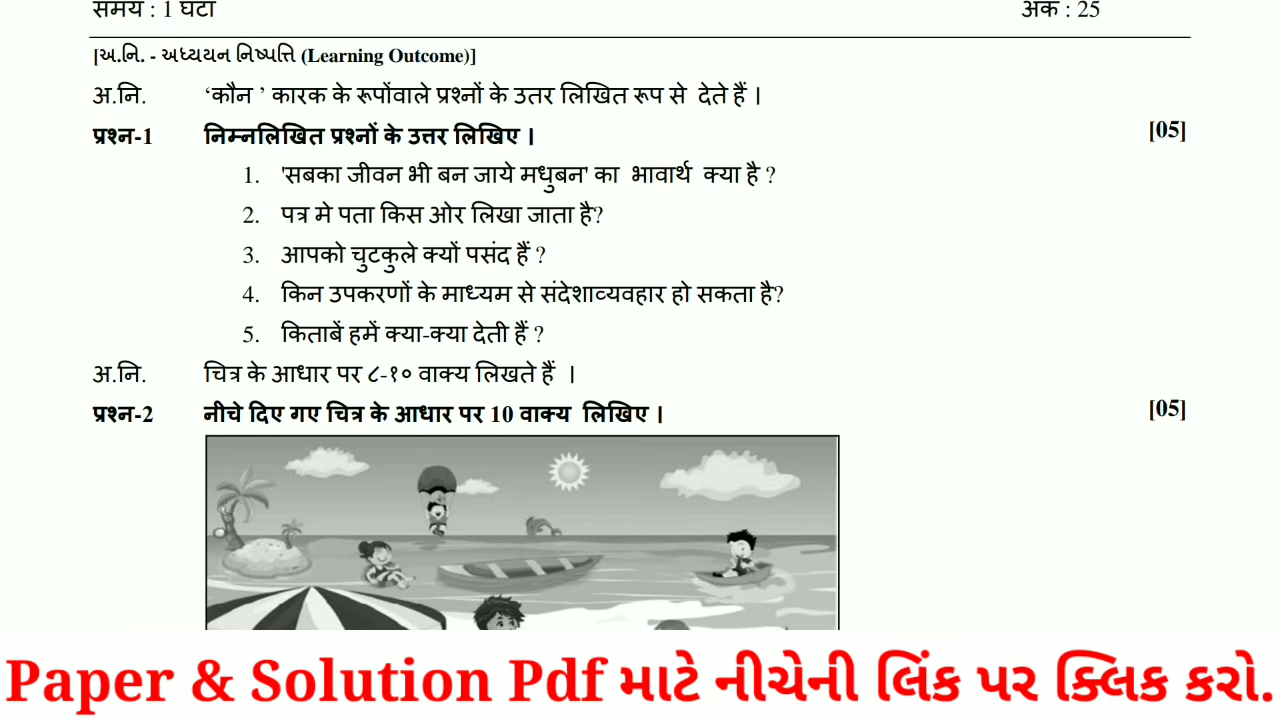 समय : 1 घंटा अंक : 25
[અ.નિ. - અધ્યયન નિષ્પત્તિ (Learning Outcome)]
अ.नि. ‘कौन ’ कारक के रूपोंवाले प्रश्नों के उतर लिखित रूप से देते हैं ।
प्रश्न-1 निम्नलिखित प्रश्नों के उत्तर लिखिए । [05]
1. 'सबका जीवन भी बन जाये मधुबन' का भावार्थ क्या है ?
2. पत्र मे पता किस ओर लिखा जाता है?
3. आपको चुटकुले क्यों पसंद हैं ?
4. किन उपकरणों के माध्यम से संदेशाव्यवहार हो सकता है?
5. किताबें हमें क्या-क्या देती हैं ?
अ.नि. चित्र के आधार पर ८-१० वाक्य लिखते हैं ।
प्रश्न-2 नीचे दिए गए चित्र के आधार पर 10 वाक्य लिखिए । [05]
Paper & Solution Pdf માટે નીચેની લિંક પર ક્લિક કરો.